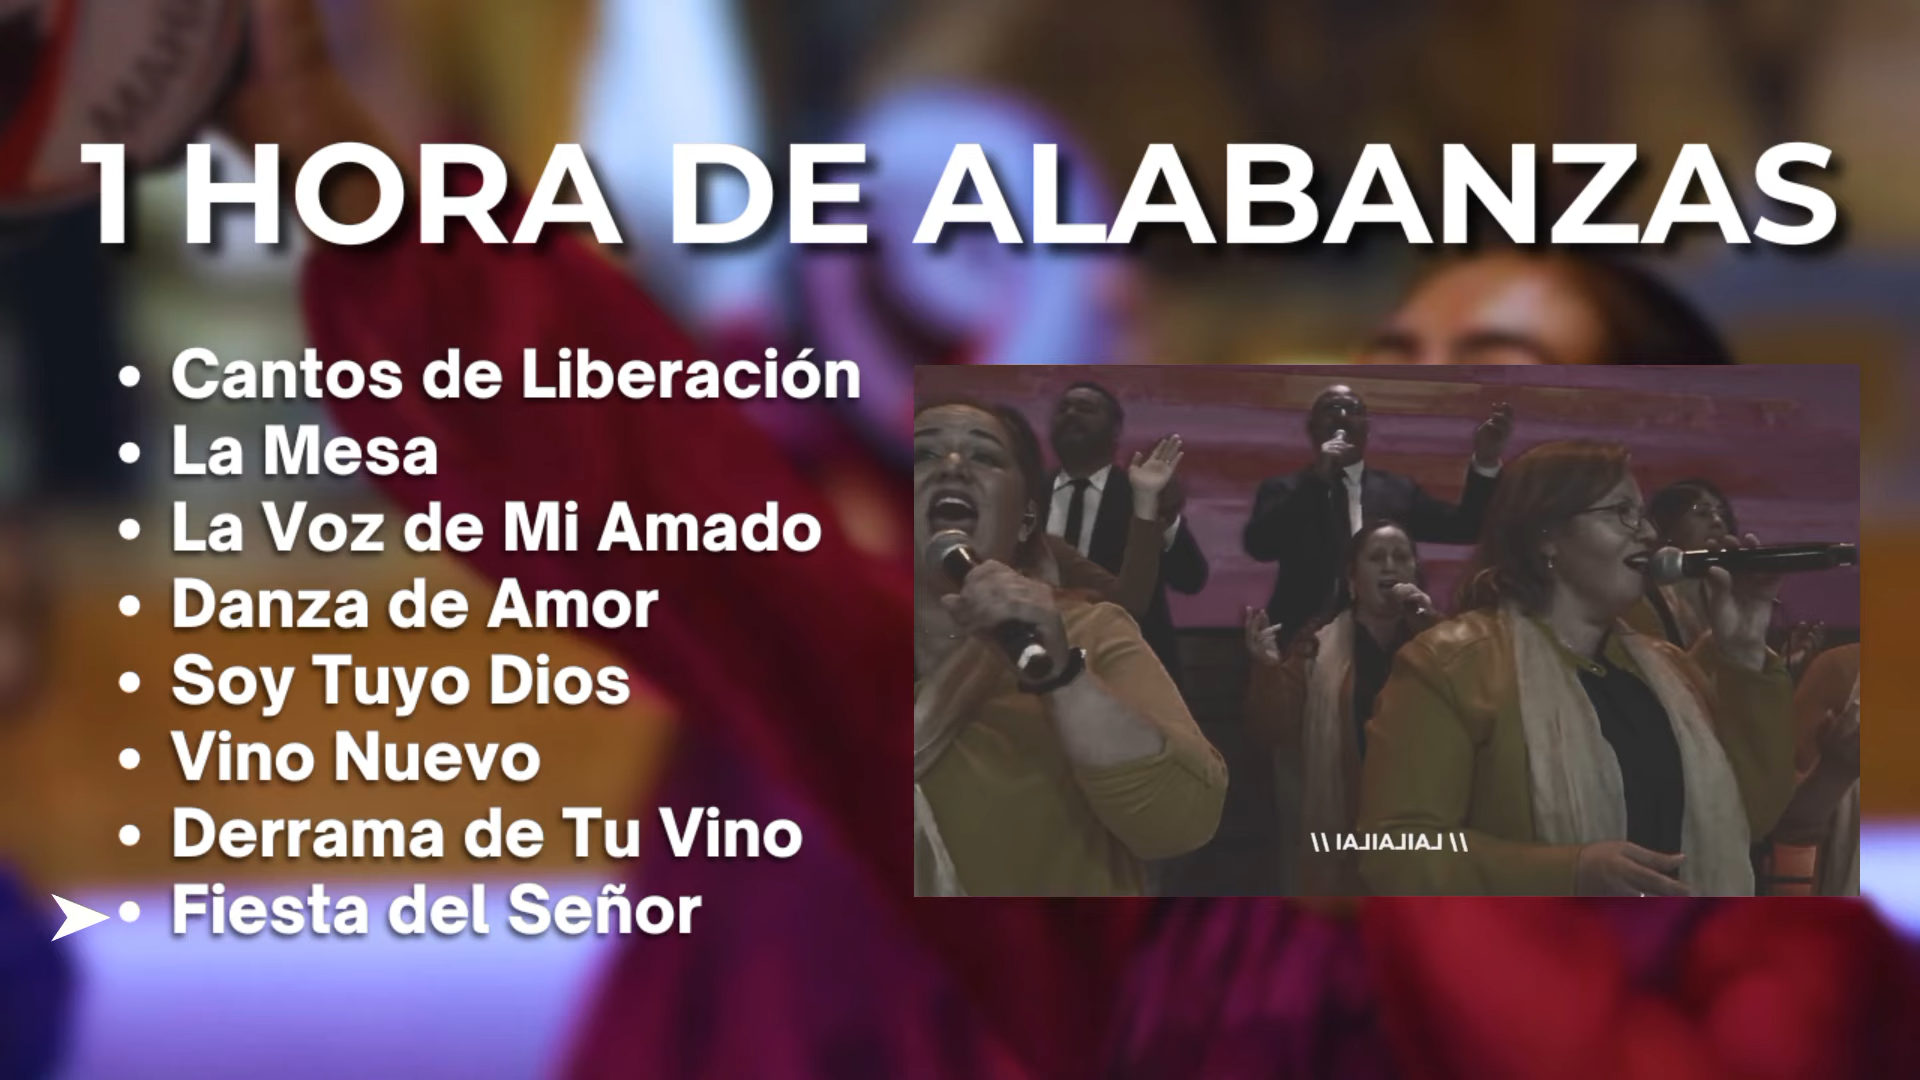 1 HORA DE ALABANZAS
• Cantos de Liberación
• La Mesa
• La Voz de Mi Amado
• Danza de Amor
• Soy Tuyo Dios
• Vino Nuevo
• Derrama de Tu Vino
• Fiesta del Señor
// LAILAILAI //